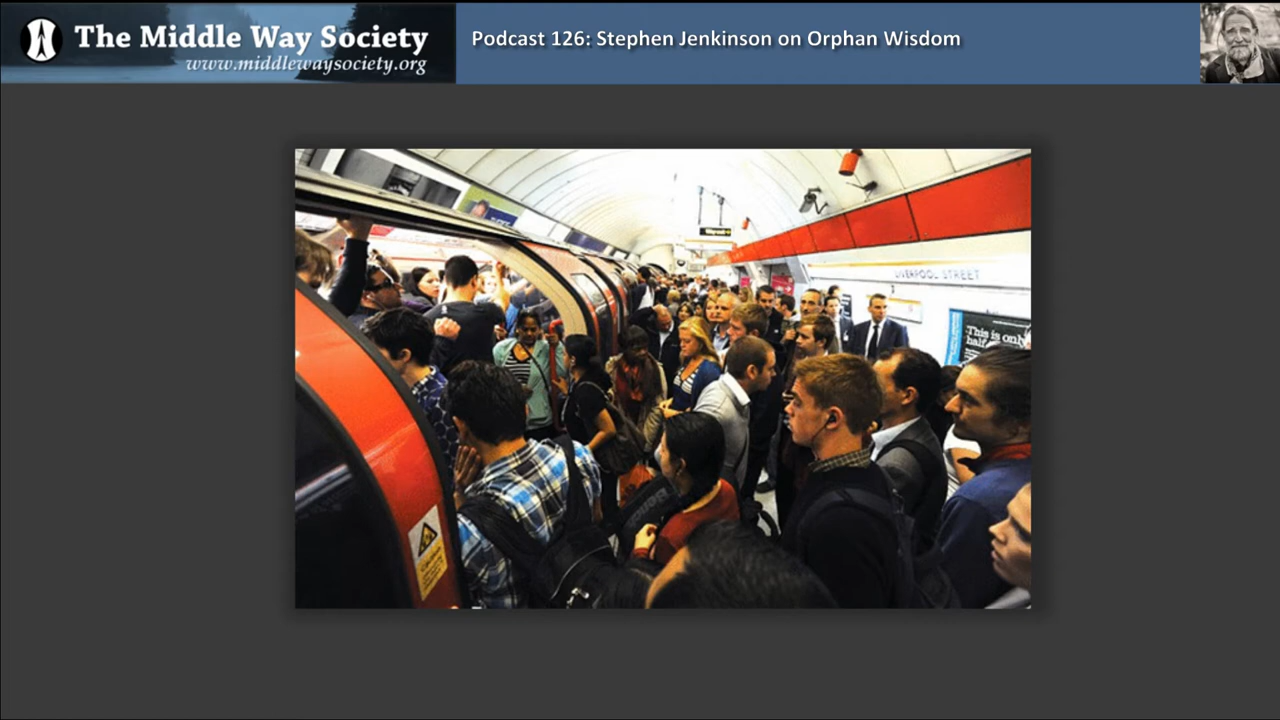 The Middle Way Society
www.middlewaysociety.org
Podcast 126: Stephen Jenkinson on Orphan Wisdom
LIVERPOOL STREET
This is only
half